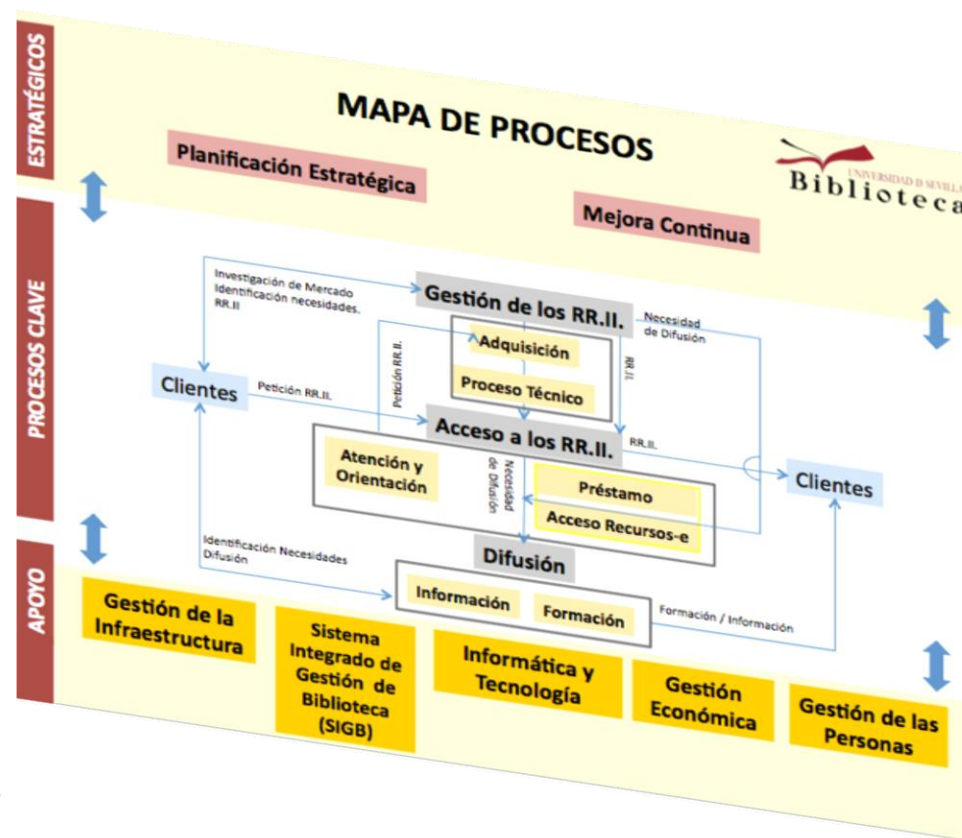 ESTRATÉGICOS
MAPA DE PROCESOS
UNIVERSIDAD D SEVILLA
Biblioteca
Planificación Estratégica
Mejora Continua
PROCESOS CLAVE
Investigación de Mercado
Identificación necesidades.
RR.II
Gestión de los RR.II.
Necesidad
de Difusión
Adquisición
Proceso Técnico
Petición RR.II.
RR.II.
Clientes
Petición RR.II.
Acceso a los RR.II.
RR.II.
Atención y
Orientación
Necesidad
de Difusión
Préstamo
Acceso Recursos-e
Clientes
Difusión
Identificación Necesidades
Difusión
Información
Formación
Formación / Información
APOYO
Gestión de la
Infraestructura
Sistema
Integrado de
Gestión de
Biblioteca
(SIGB)
Informática y
Tecnología
Gestión
Económica
Gestión de las
Personas